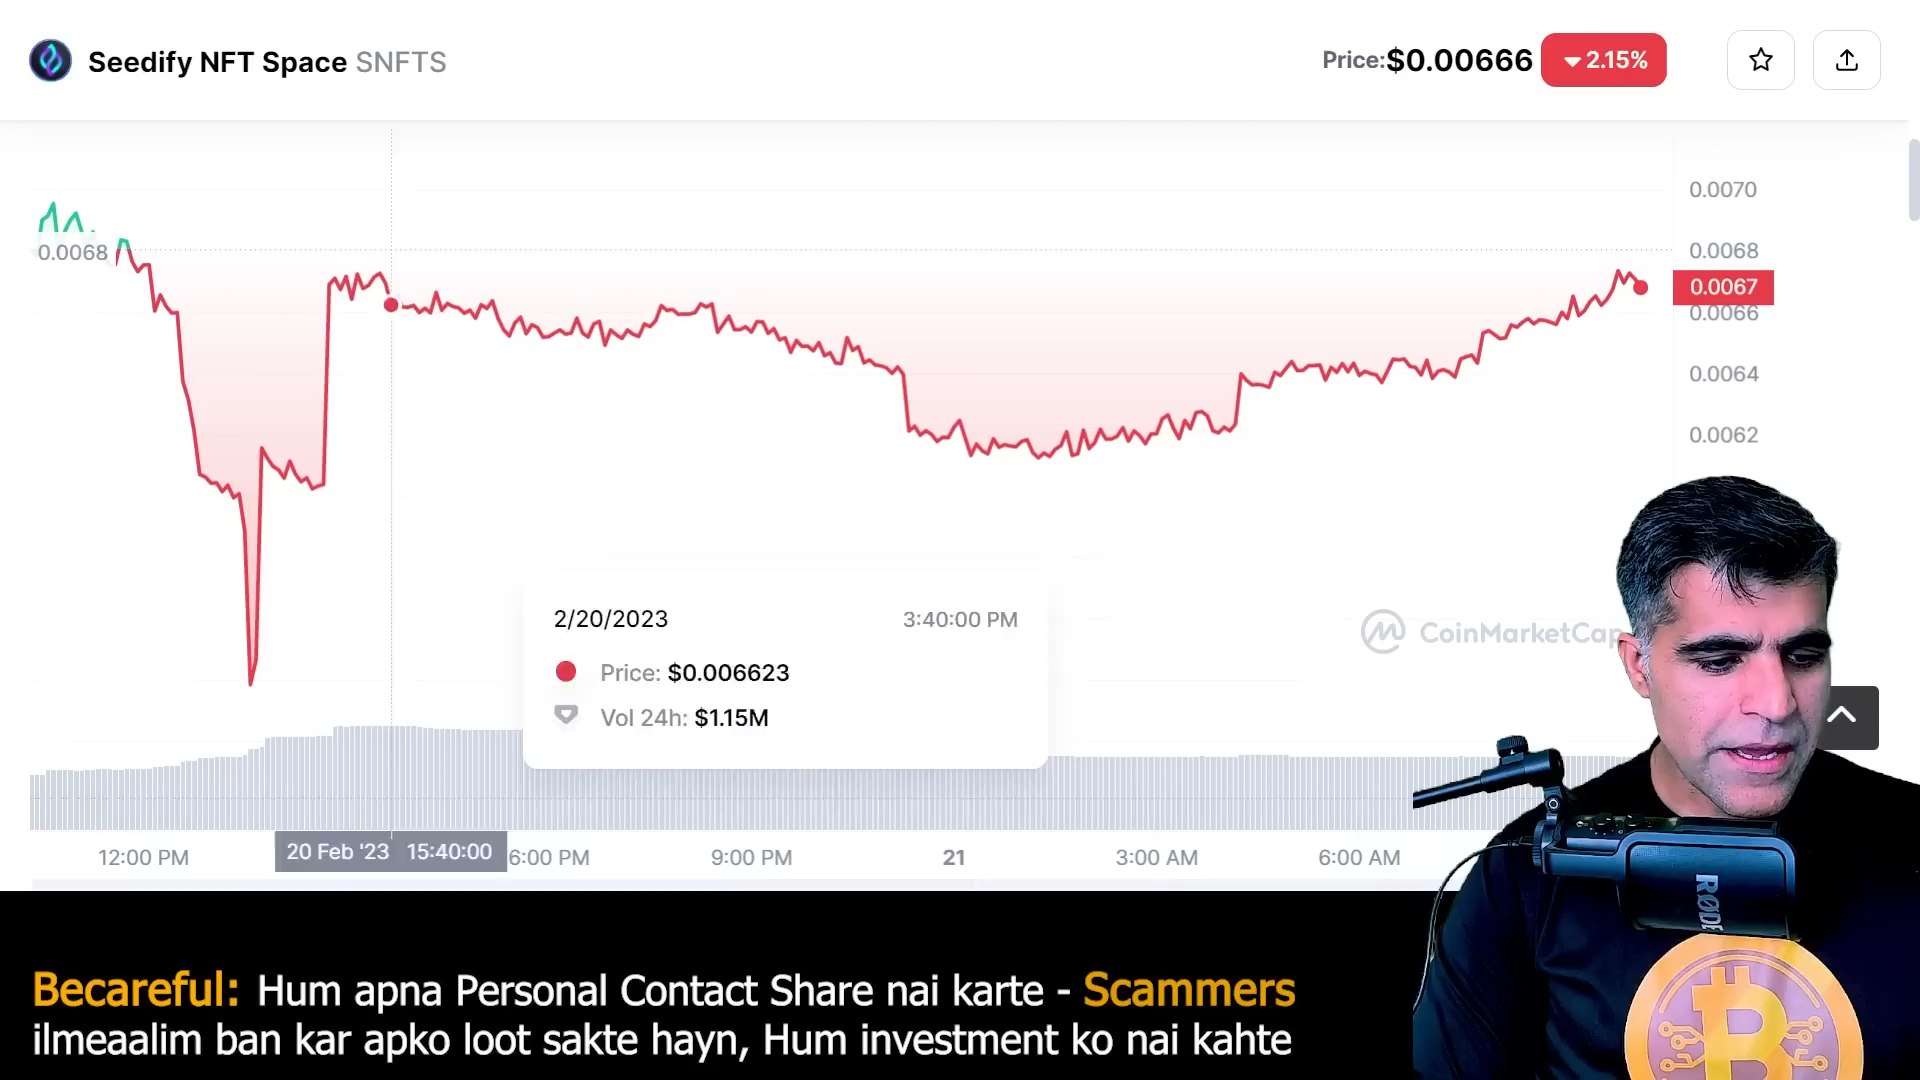 Seedify NFT Space SNFTS
Price:$0.00666 2.15%
0.0070
0.0068
0.0068
0.0067
0.0066
0.0064
0.0062
2/20/2023 3:40:00 PM
Price: $0.006623
Vol 24h: $1.15M
CoinMarketCap
12:00 PM 20 Feb '23 15:40:00 6:00 PM 9:00 PM 21 3:00 AM 6:00 AM
RØDE
Becareful: Hum apna Personal Contact Share nai karte - Scammers
ilmeaalim ban kar apko loot sakte hayn, Hum investment ko nai kahte